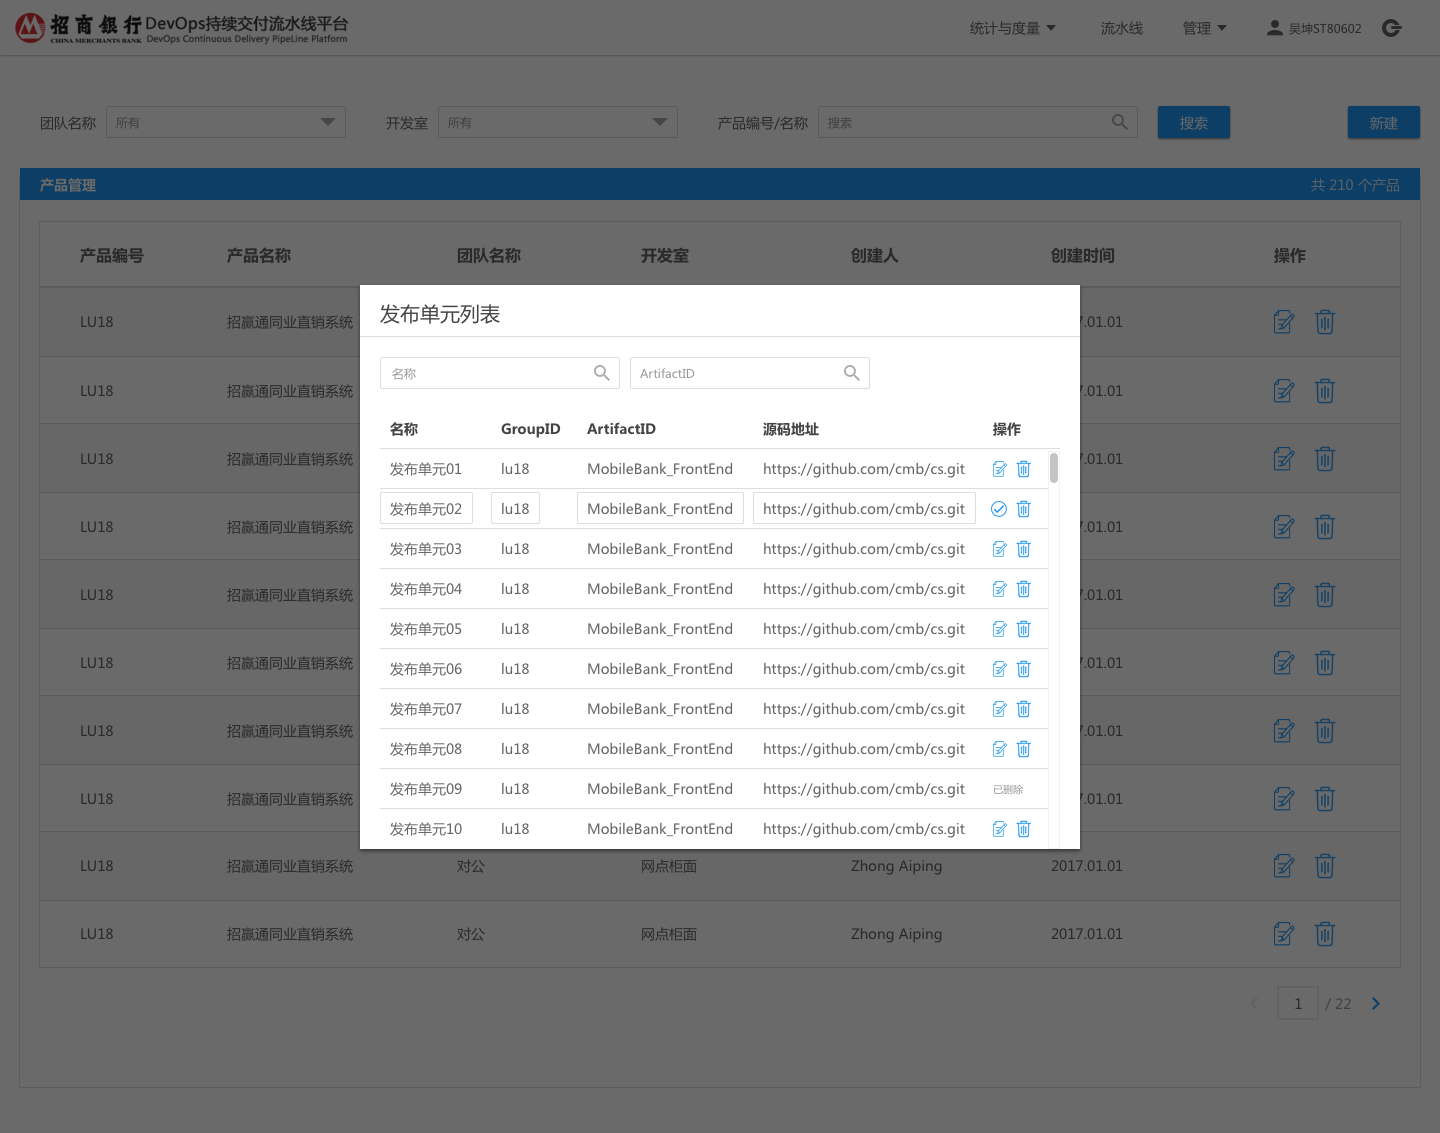 招商银行 DevOps持续交付流水线平台
CHINA MERCHANTS BANK DevOps Continuous Delivery PipeLine Platform
统计与度量 流水线 管理 吴坤ST80602
团队名称 所有 开发室 所有 产品编号/名称 搜索 搜索 新建
产品管理 共 210 个产品
产品编号 产品名称 团队名称 开发室 创建人 创建时间 操作
LU18 招赢通同业直销系统 7.01.01
LU18 招赢通同业直销系统 7.01.01
LU18 招赢通同业直销系统 7.01.01
LU18 招赢通同业直销系统 7.01.01
LU18 招赢通同业直销系统 7.01.01
LU18 招赢通同业直销系统 7.01.01
LU18 招赢通同业直销系统 7.01.01
LU18 招赢通同业直销系统 7.01.01
LU18 招赢通同业直销系统 对公 网点柜面 Zhong Aiping 2017.01.01
LU18 招赢通同业直销系统 对公 网点柜面 Zhong Aiping 2017.01.01
1 / 22
发布单元列表
名称 ArtifactID
名称 GroupID ArtifactID 源码地址 操作
发布单元01 lu18 MobileBank_FrontEnd https://github.com/cmb/cs.git
发布单元02 lu18 MobileBank_FrontEnd https://github.com/cmb/cs.git
发布单元03 lu18 MobileBank_FrontEnd https://github.com/cmb/cs.git
发布单元04 lu18 MobileBank_FrontEnd https://github.com/cmb/cs.git
发布单元05 lu18 MobileBank_FrontEnd https://github.com/cmb/cs.git
发布单元06 lu18 MobileBank_FrontEnd https://github.com/cmb/cs.git
发布单元07 lu18 MobileBank_FrontEnd https://github.com/cmb/cs.git
发布单元08 lu18 MobileBank_FrontEnd https://github.com/cmb/cs.git
发布单元09 lu18 MobileBank_FrontEnd https://github.com/cmb/cs.git 已删除
发布单元10 lu18 MobileBank_FrontEnd https://github.com/cmb/cs.git